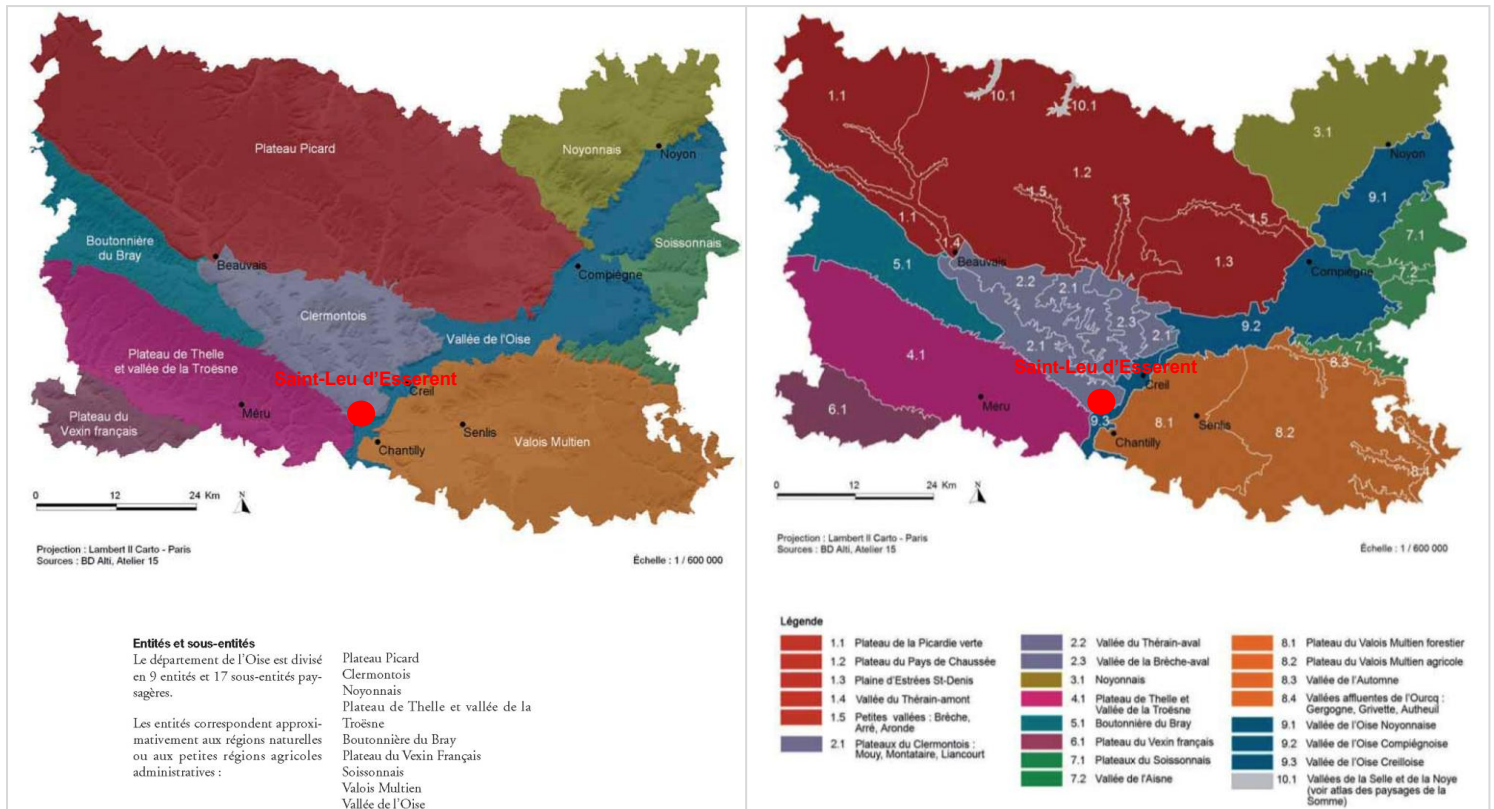 Plateau Picard
Noyonnais
Noyon
Soissonnais
Boutonnière
du Bray
Beauvais
Compiègne
Clermontois
Vallée de l'Oise
Plateau de Thelle
et vallée de la Troësne
Saint-Leu d'Esserent
Creil
Plateau du
Vexin français
Méru
Senlis
Chantilly
Valois Multien
0 12 24 Km
N
Projection : Lambert II Carto - Paris
Sources : BD Alti, Atelier 15
Échelle : 1 / 600 000
Entités et sous-entités
Le département de l'Oise est divisé
en 9 entités et 17 sous-entités pay-
sagères.
Les entités correspondent approxi-
mativement aux régions naturelles
ou aux petites régions agricoles
administratives :
Plateau Picard
Clermontois
Noyonnais
Plateau de Thelle et vallée de la
Troësne
Boutonnière du Bray
Plateau du Vexin Français
Soissonnais
Valois Multien
Vallée de l'Oise
1.1
10.1
10.1
3.1
Noyon
1.2
1.5
1.5
1.5
9.1
1.1
7.1
1.4
Beauvais
Compiègne
7.2
5.1
1.3
2.2
2.1
2.3
2.1
9.2
2.1
7.1
4.1
8.3
Saint-Leu d'Esserent
Creil
Méru
6.1
9.3
8.1
Senlis
Chantilly
8.2
8.4
0 12 24 Km
N
Projection : Lambert II Carto - Paris
Sources : BD Alti, Atelier 15
Échelle : 1 / 600 000
Légende
1.1 Plateau de la Picardie verte
1.2 Plateau du Pays de Chaussée
1.3 Plaine d'Estrées St-Denis
1.4 Vallée du Thérain-amont
1.5 Petites vallées : Brèche,
Arré, Aronde
2.1 Plateaux du Clermontois :
Mouy, Montataire, Liancourt
2.2 Vallée du Thérain-aval
2.3 Vallée de la Brèche-aval
3.1 Noyonnais
4.1 Plateau de Thelle et
Vallée de la Troësne
5.1 Boutonnière du Bray
6.1 Plateau du Vexin français
7.1 Plateaux du Soissonnais
7.2 Vallée de l'Aisne
8.1 Plateau du Valois Multien forestier
8.2 Plateau du Valois Multien agricole
8.3 Vallée de l'Automne
8.4 Vallées affluentes de l'Ourcq :
Gergogne, Grivette, Autheuil
9.1 Vallée de l'Oise Noyonnaise
9.2 Vallée de l'Oise Compiégnoise
9.3 Vallée de l'Oise Creilloise
10.1 Vallées de la Selle et de la Noye
(voir atlas des paysages de la
Somme)